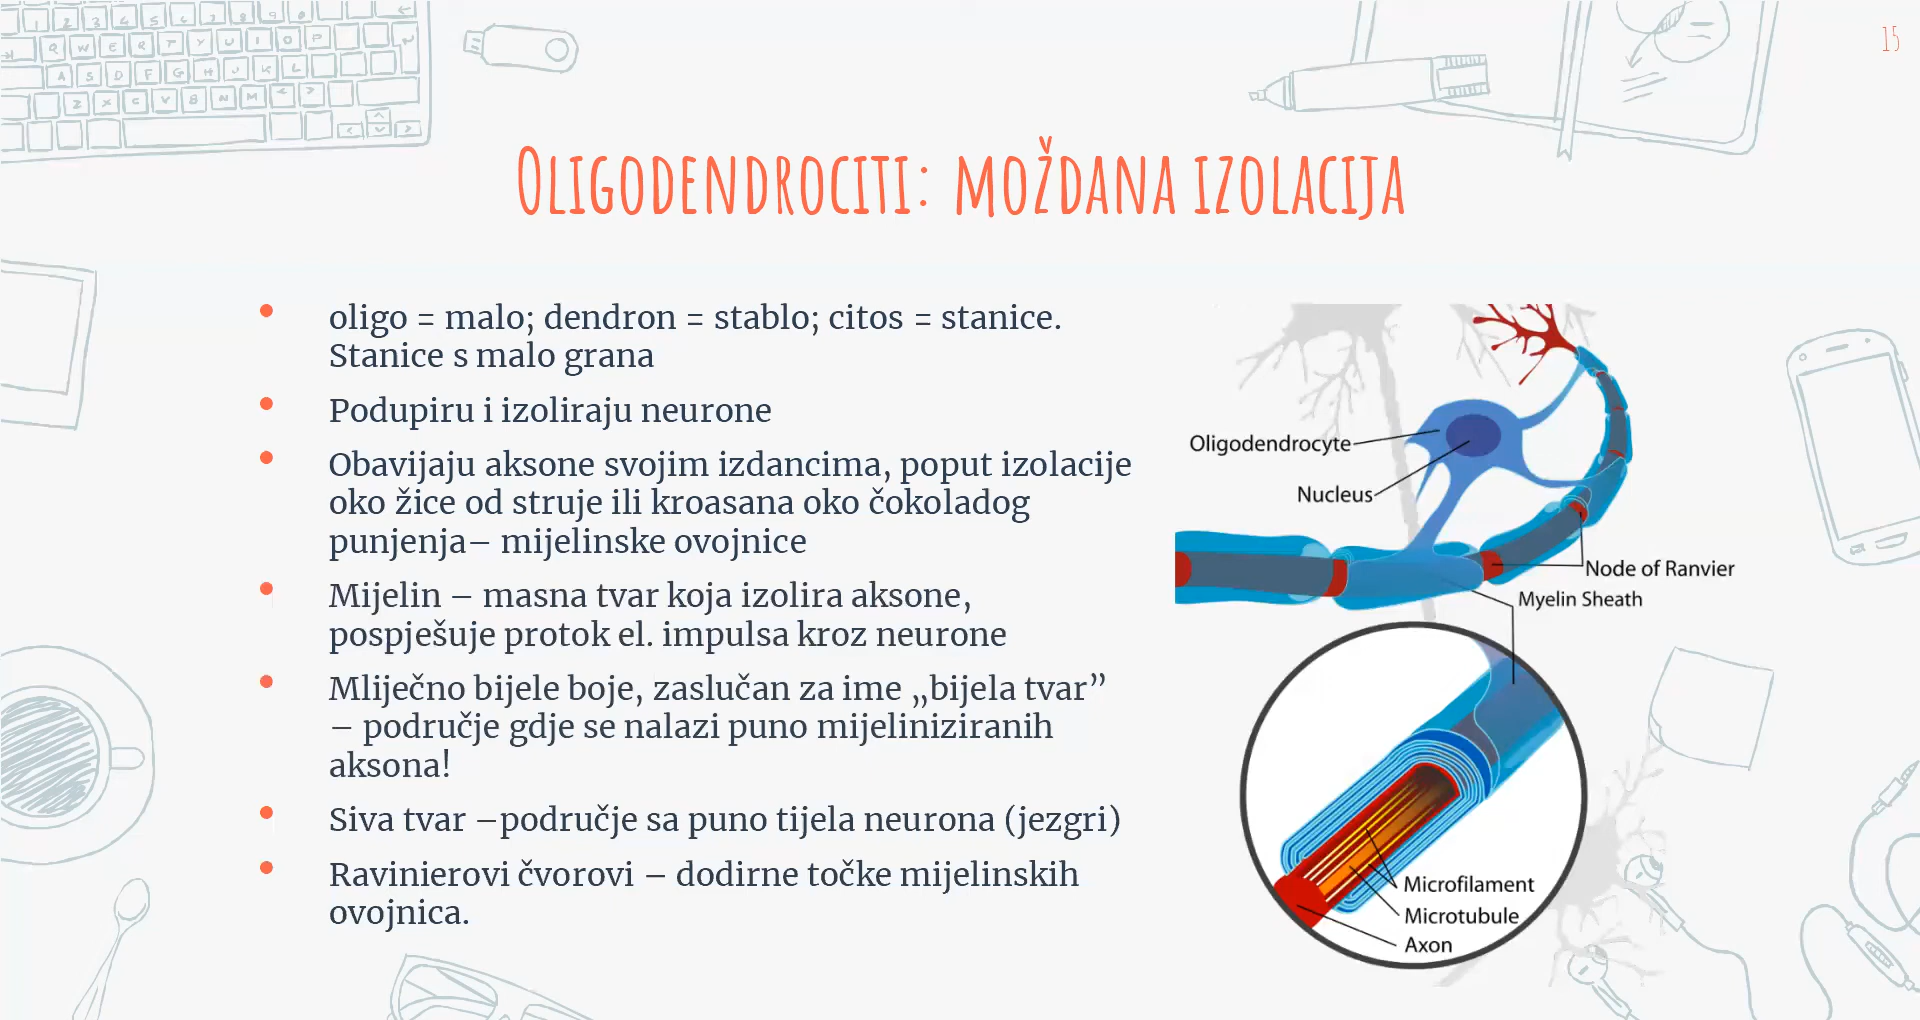 15
Oligodendrociti: moždana izolacija
oligo = malo; dendron = stablo; citos = stanice.
Stanice s malo grana
Podupiru i izoliraju neurone
Obavijaju aksone svojim izdancima, poput izolacije
oko žice od struje ili kroasana oko čokoladog
punjenja– mijelinske ovojnice
Mijelin – masna tvar koja izolira aksone,
pospješuje protok el. impulsa kroz neurone
Mliječno bijele boje, zaslučan za ime „bijela tvar”
– područje gdje se nalazi puno mijeliniziranih
aksona!
Siva tvar –područje sa puno tijela neurona (jezgri)
Ravinierovi čvorovi – dodirne točke mijelinskih
ovojnica.
Oligodendrocyte
Nucleus
Node of Ranvier
Myelin Sheath
Microfilament
Microtubule
Axon